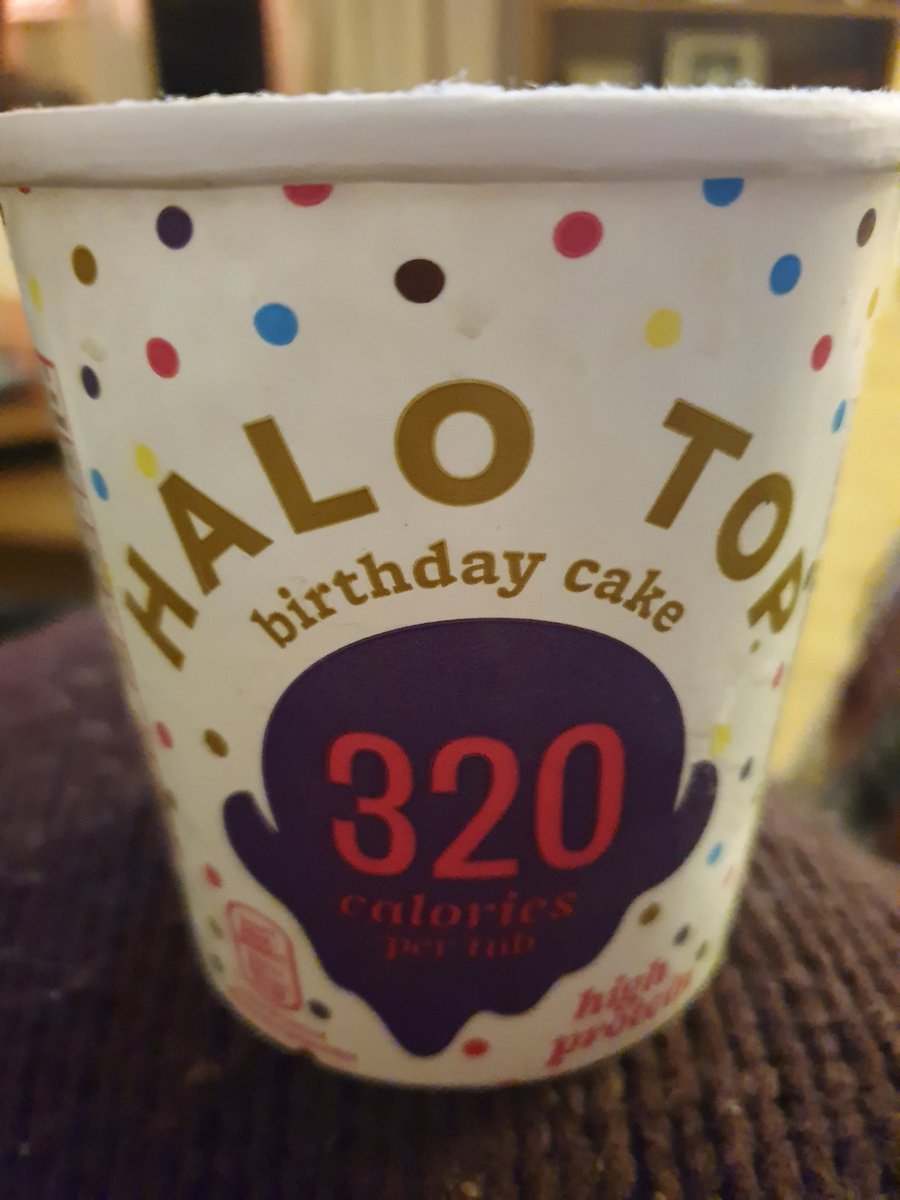 HALO TOP
birthday cake
320
calories
per tub
high
protein